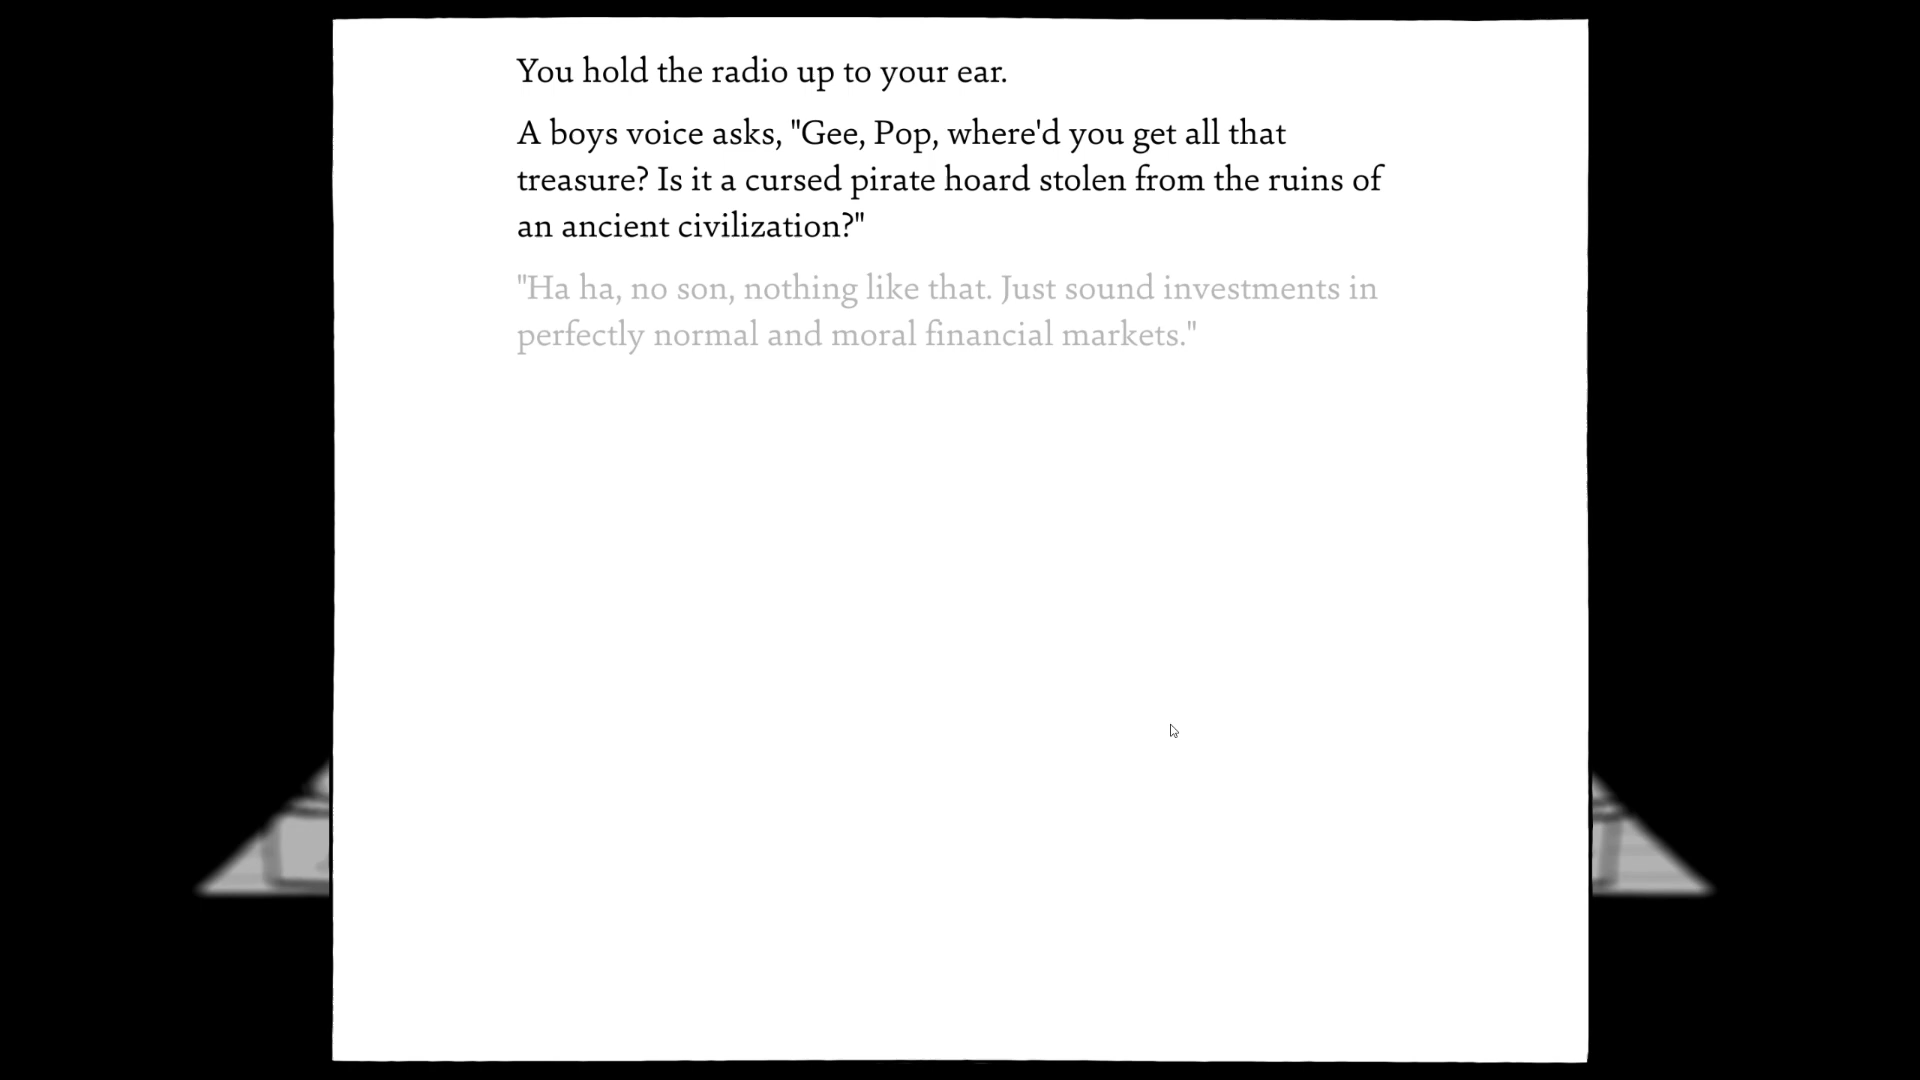 You hold the radio up to your ear.
A boys voice asks, "Gee, Pop, where'd you get all that
treasure? Is it a cursed pirate hoard stolen from the ruins of
an ancient civilization?"
"Ha ha, no son, nothing like that. Just sound investments in
perfectly normal and moral financial markets."